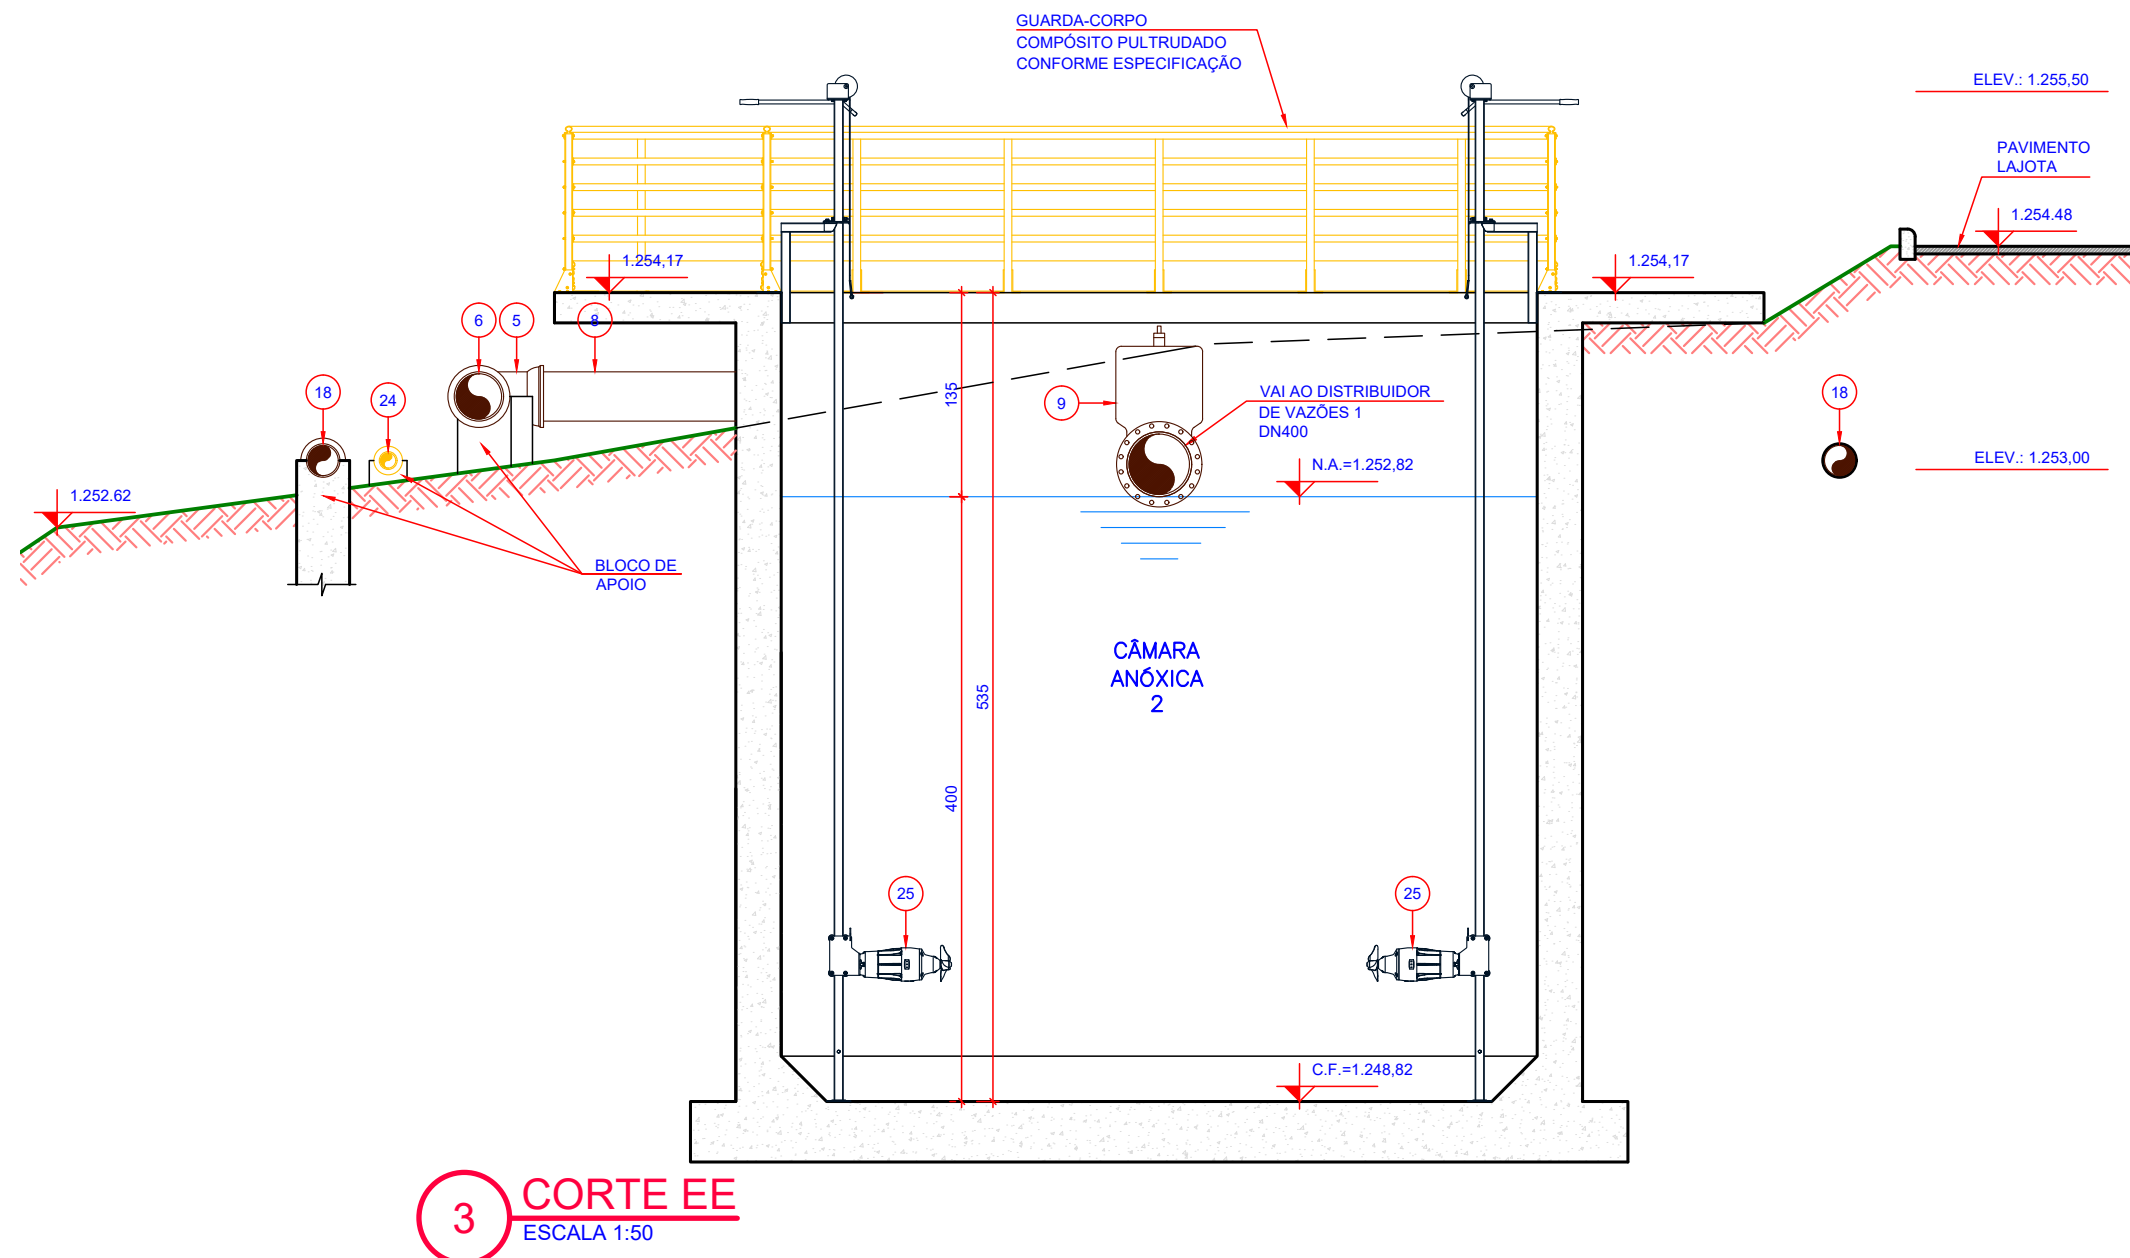 GUARDA-CORPO
COMPÓSITO PULTRUDADO
CONFORME ESPECIFICAÇÃO
ELEV.: 1.255,50
PAVIMENTO
LAJOTA
1.254.48
1.254,17
1.254,17
6
5
8
18
24
9
135
VAI AO DISTRIBUIDOR
DE VAZÕES 1
DN400
18
N.A.=1.252,82
ELEV.: 1.253,00
1.252.62
BLOCO DE
APOIO
CÂMARA
ANÓXICA
2
535
400
25
25
C.F.=1.248,82
3
CORTE EE
ESCALA 1:50